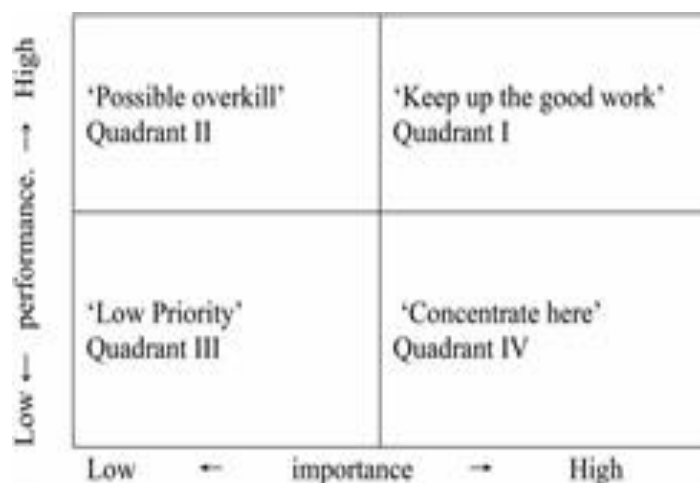 'Possible overkill'
Quadrant II
'Keep up the good work'
Quadrant I
'Low Priority'
Quadrant III
'Concentrate here'
Quadrant IV
Low ← performance. → High
Low ← importance → High